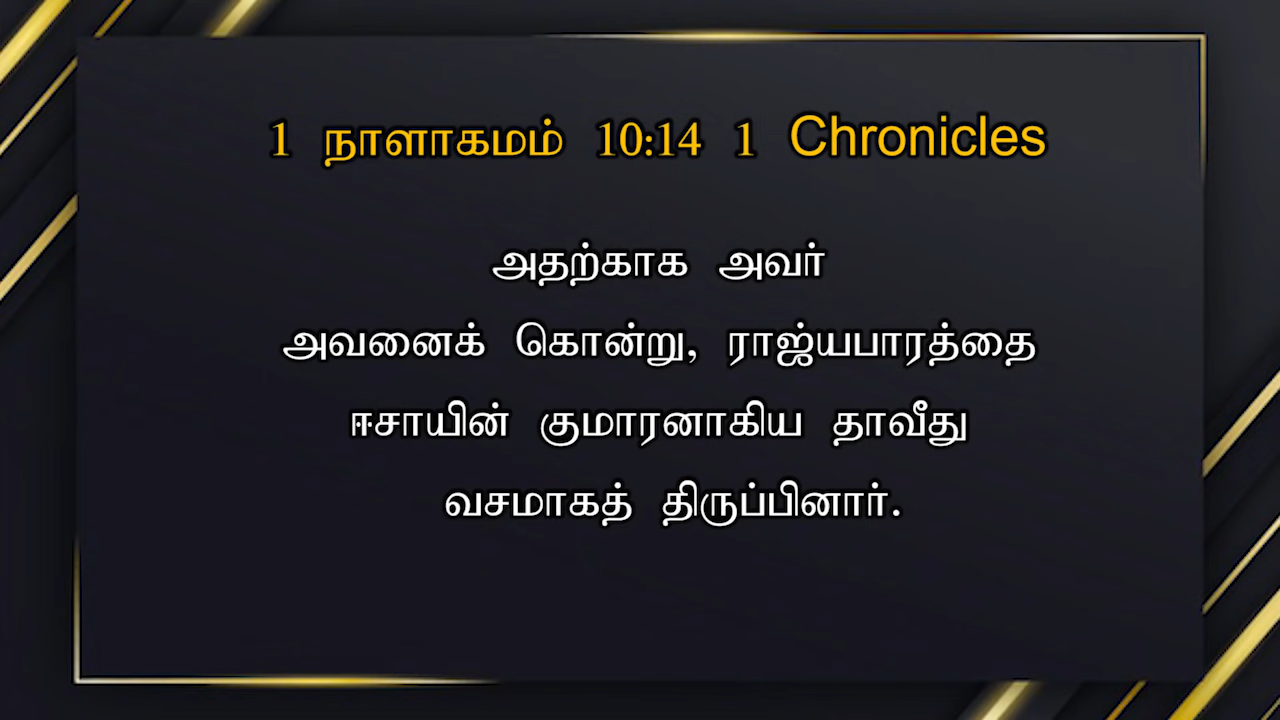 1 நாளாகமம் 10:14 1 Chronicles
அதற்காக அவர்
அவனைக் கொன்று, ராஜ்யபாரத்தை
ஈசாயின் குமாரனாகிய தாவீது
வசமாகத் திருப்பினார்.